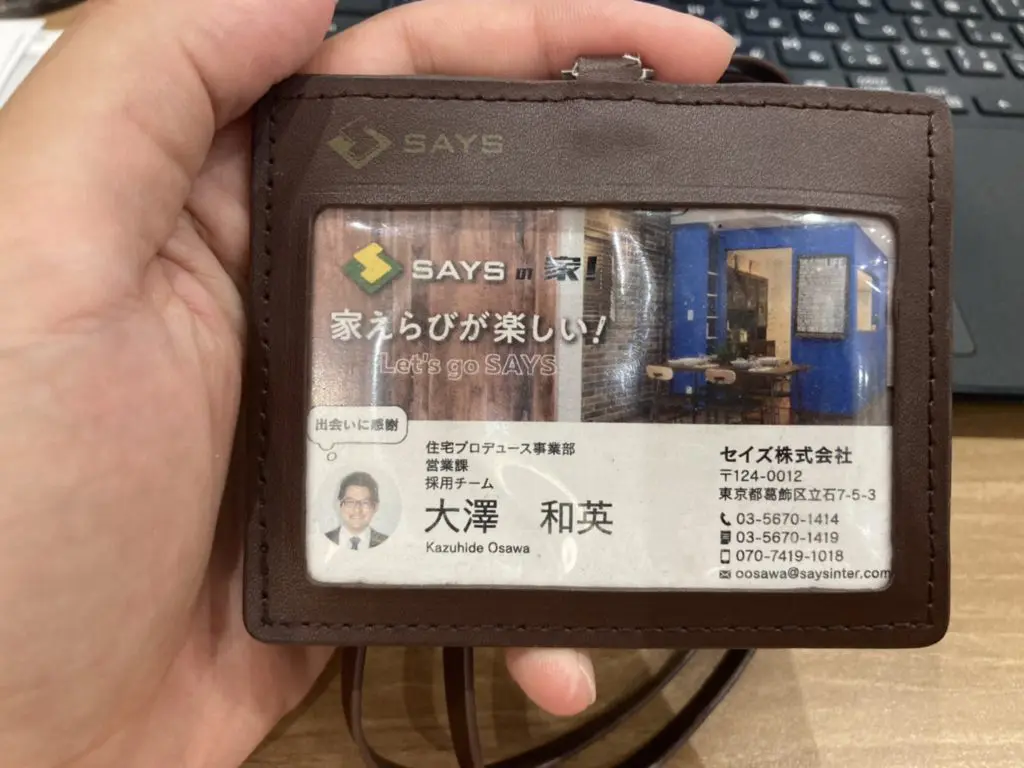 SAYS
SAYS の 家!
家えらびが楽しい!
Let's go SAYS
出会いに感謝
住宅プロデュース事業部
営業課
採用チーム
大澤 和英
Kazuhide Osawa
セイズ株式会社
〒124-0012
東京都葛飾区立石7-5-3
03-5670-1414
03-5670-1419
070-7419-1018
oosawa@saysinter.com